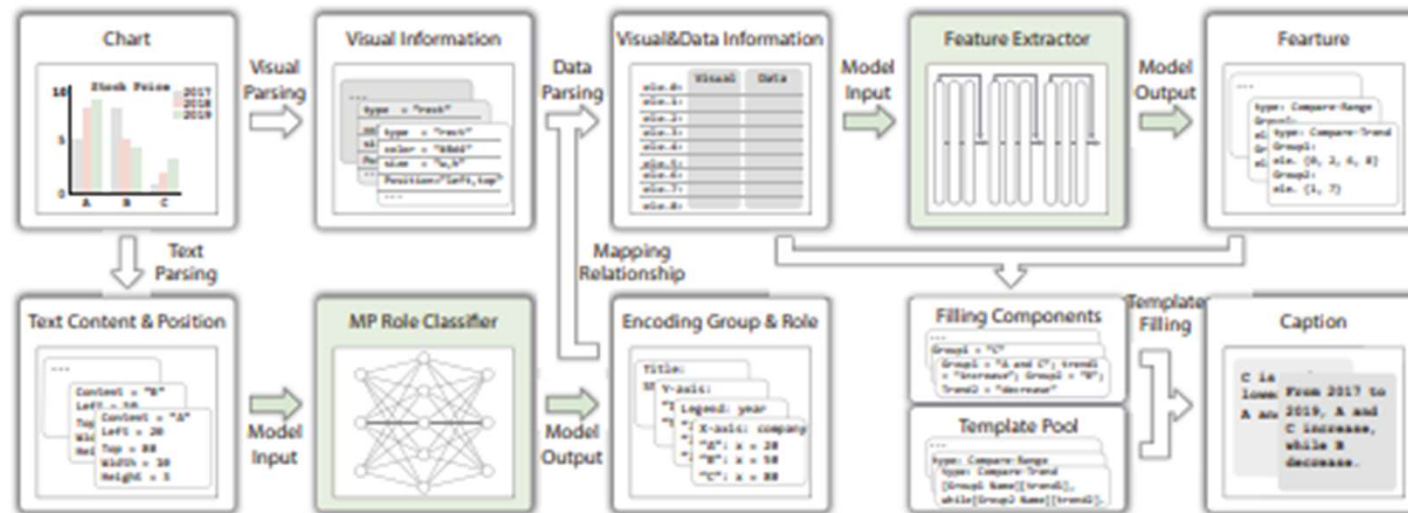 Chart
Stock Price
2017
2018
2019
10
5
0
A B C
Visual
Parsing
Visual Information
...
type = "rect"
type = "rect"
size = "w,h"
Position:"left,top"
...
Data
Parsing
Visual&Data Information
Visual Data
ele.0:
ele.1:
ele.2:
ele.3:
ele.4:
ele.5:
ele.6:
ele.7:
ele.8:
Model
Input
Feature Extractor
Model
Output
Fearture
...
type: Compare-Range
type: Compare-Trend
Group1:
ele. {0, 2, 6, 8}
Group2:
ele. {1, 7}
Text
Parsing
Mapping
Relationship
Text Content & Position
...
Content = "B"
Content = "A"
Left = 20
Top = 88
Width = 10
Height = 5
Model
Input
MP Role Classifier
Model
Output
Encoding Group & Role
Title:
Y-axis:
Legend: year
X-axis: company
"A": x = 20
"B": x = 50
"C": x = 80
Filling Components
...
Group1 = "C"
Group1 = "A and C"; trend1
= "increase"; Group2 = "B";
Trend2 = "decrease"
Template Pool
...
type: Compare-Range
type: Compare-Trend
[Group1 Name][trend1],
while[Group2 Name][trend2].
Template
Filling
Caption
C is
A and
From 2017 to
2019, A and
C increase,
while B
decrease.